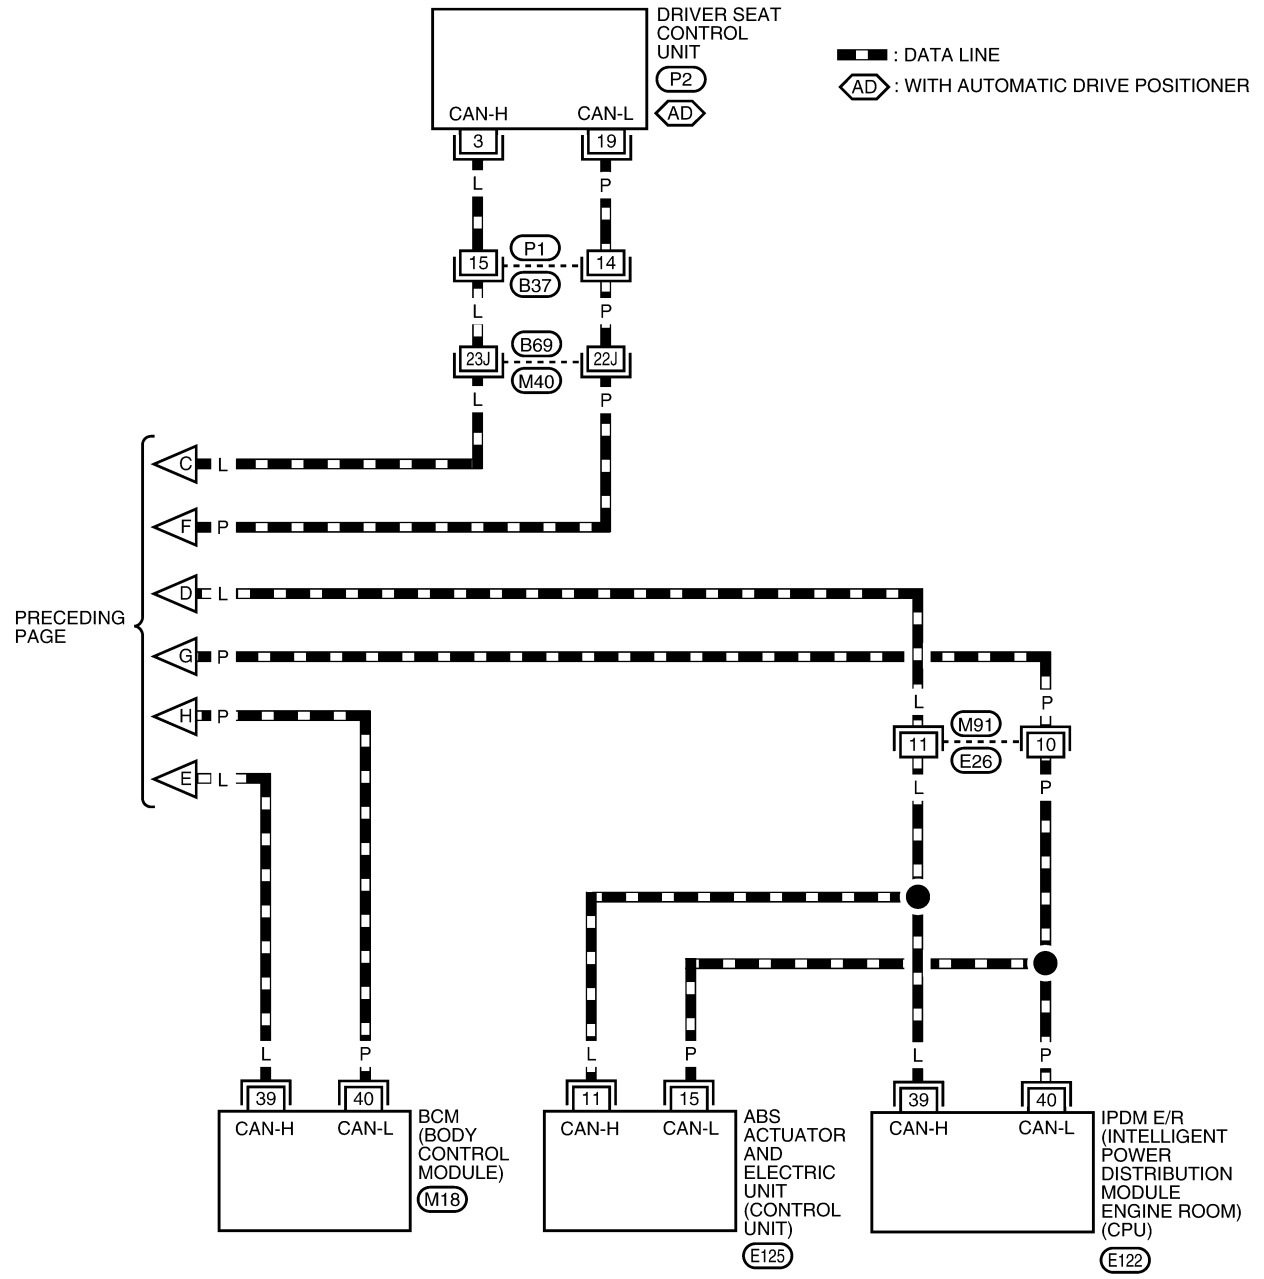 DRIVER SEAT
CONTROL
UNIT
P2
AD
: DATA LINE
AD : WITH AUTOMATIC DRIVE POSITIONER
CAN-H CAN-L
3 19
L P
P1
15 14
B37
L P
B69
23J 22J
M40
L P
C L
F P
D L
PRECEDING
PAGE
G P
L P
H P
M91
11 10
E26
E L
L P
L P L P L P
39 40 11 15 39 40
CAN-H CAN-L
BCM
(BODY
CONTROL
MODULE)
M18
CAN-H CAN-L
ABS
ACTUATOR
AND
ELECTRIC
UNIT
(CONTROL
UNIT)
E125
CAN-H CAN-L
IPDM E/R
(INTELLIGENT
POWER
DISTRIBUTION
MODULE
ENGINE ROOM)
(CPU)
E122